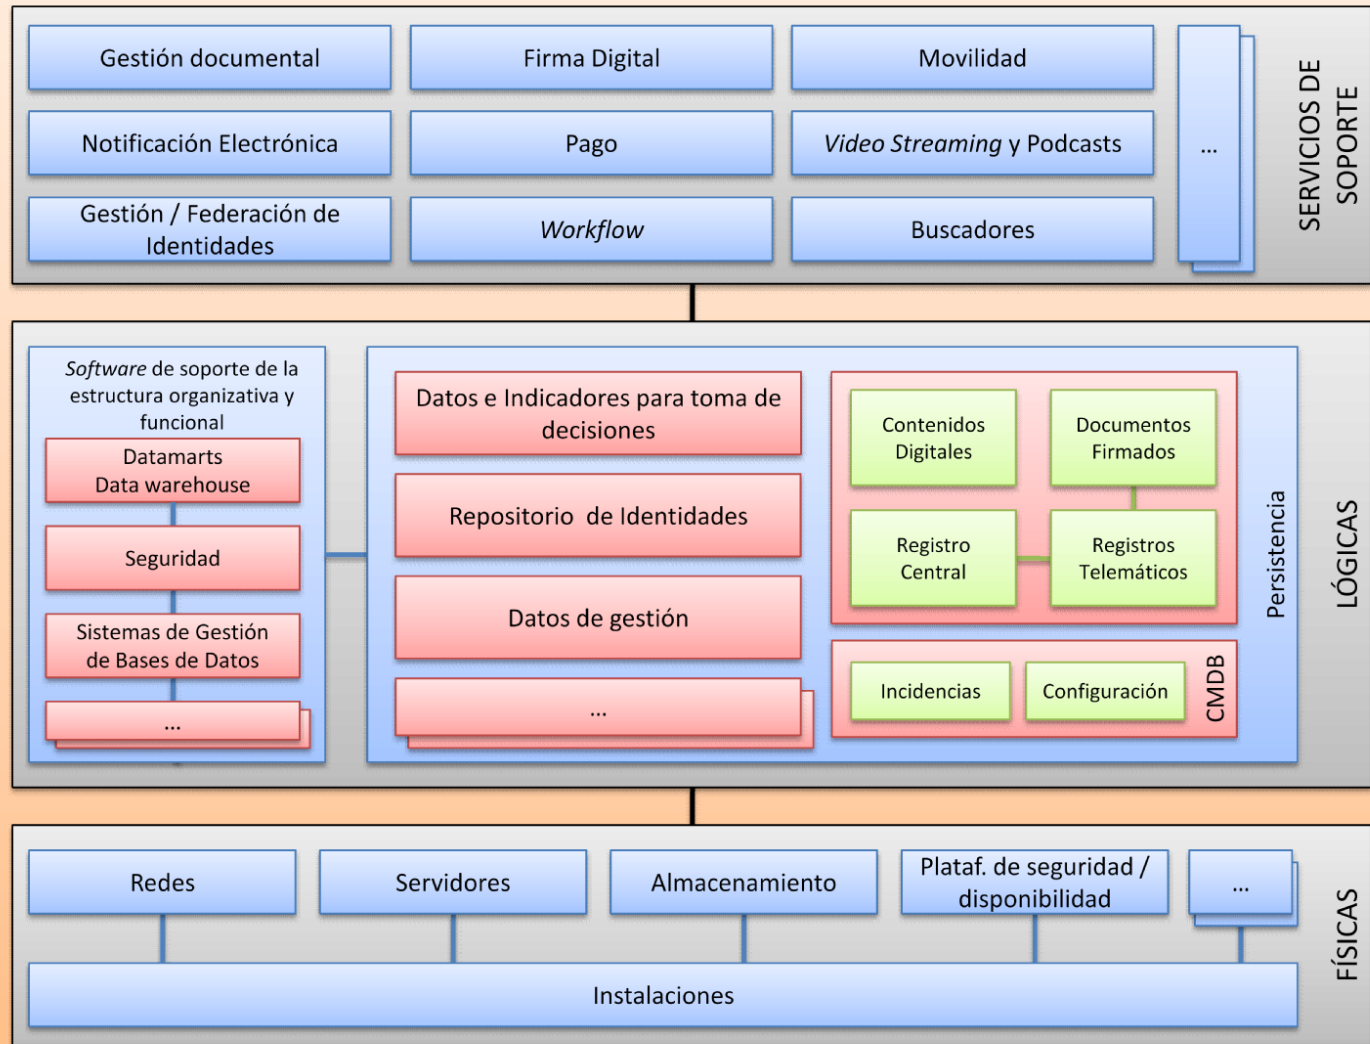 Gestión documental
Firma Digital
Movilidad
Notificación Electrónica
Pago
Video Streaming y Podcasts
...
Gestión / Federación de
Identidades
Workflow
Buscadores
SERVICIOS DE
SOPORTE
Software de soporte de la
estructura organizativa y
funcional
Datamarts
Data warehouse
Seguridad
Sistemas de Gestión
de Bases de Datos
...
Datos e Indicadores para toma de
decisiones
Repositorio de Identidades
Datos de gestión
...
Contenidos
Digitales
Documentos
Firmados
Registro
Central
Registros
Telemáticos
Incidencias
Configuración
CMDB
Persistencia
LÓGICAS
Redes
Servidores
Almacenamiento
Plataf. de seguridad /
disponibilidad
...
Instalaciones
FÍSICAS